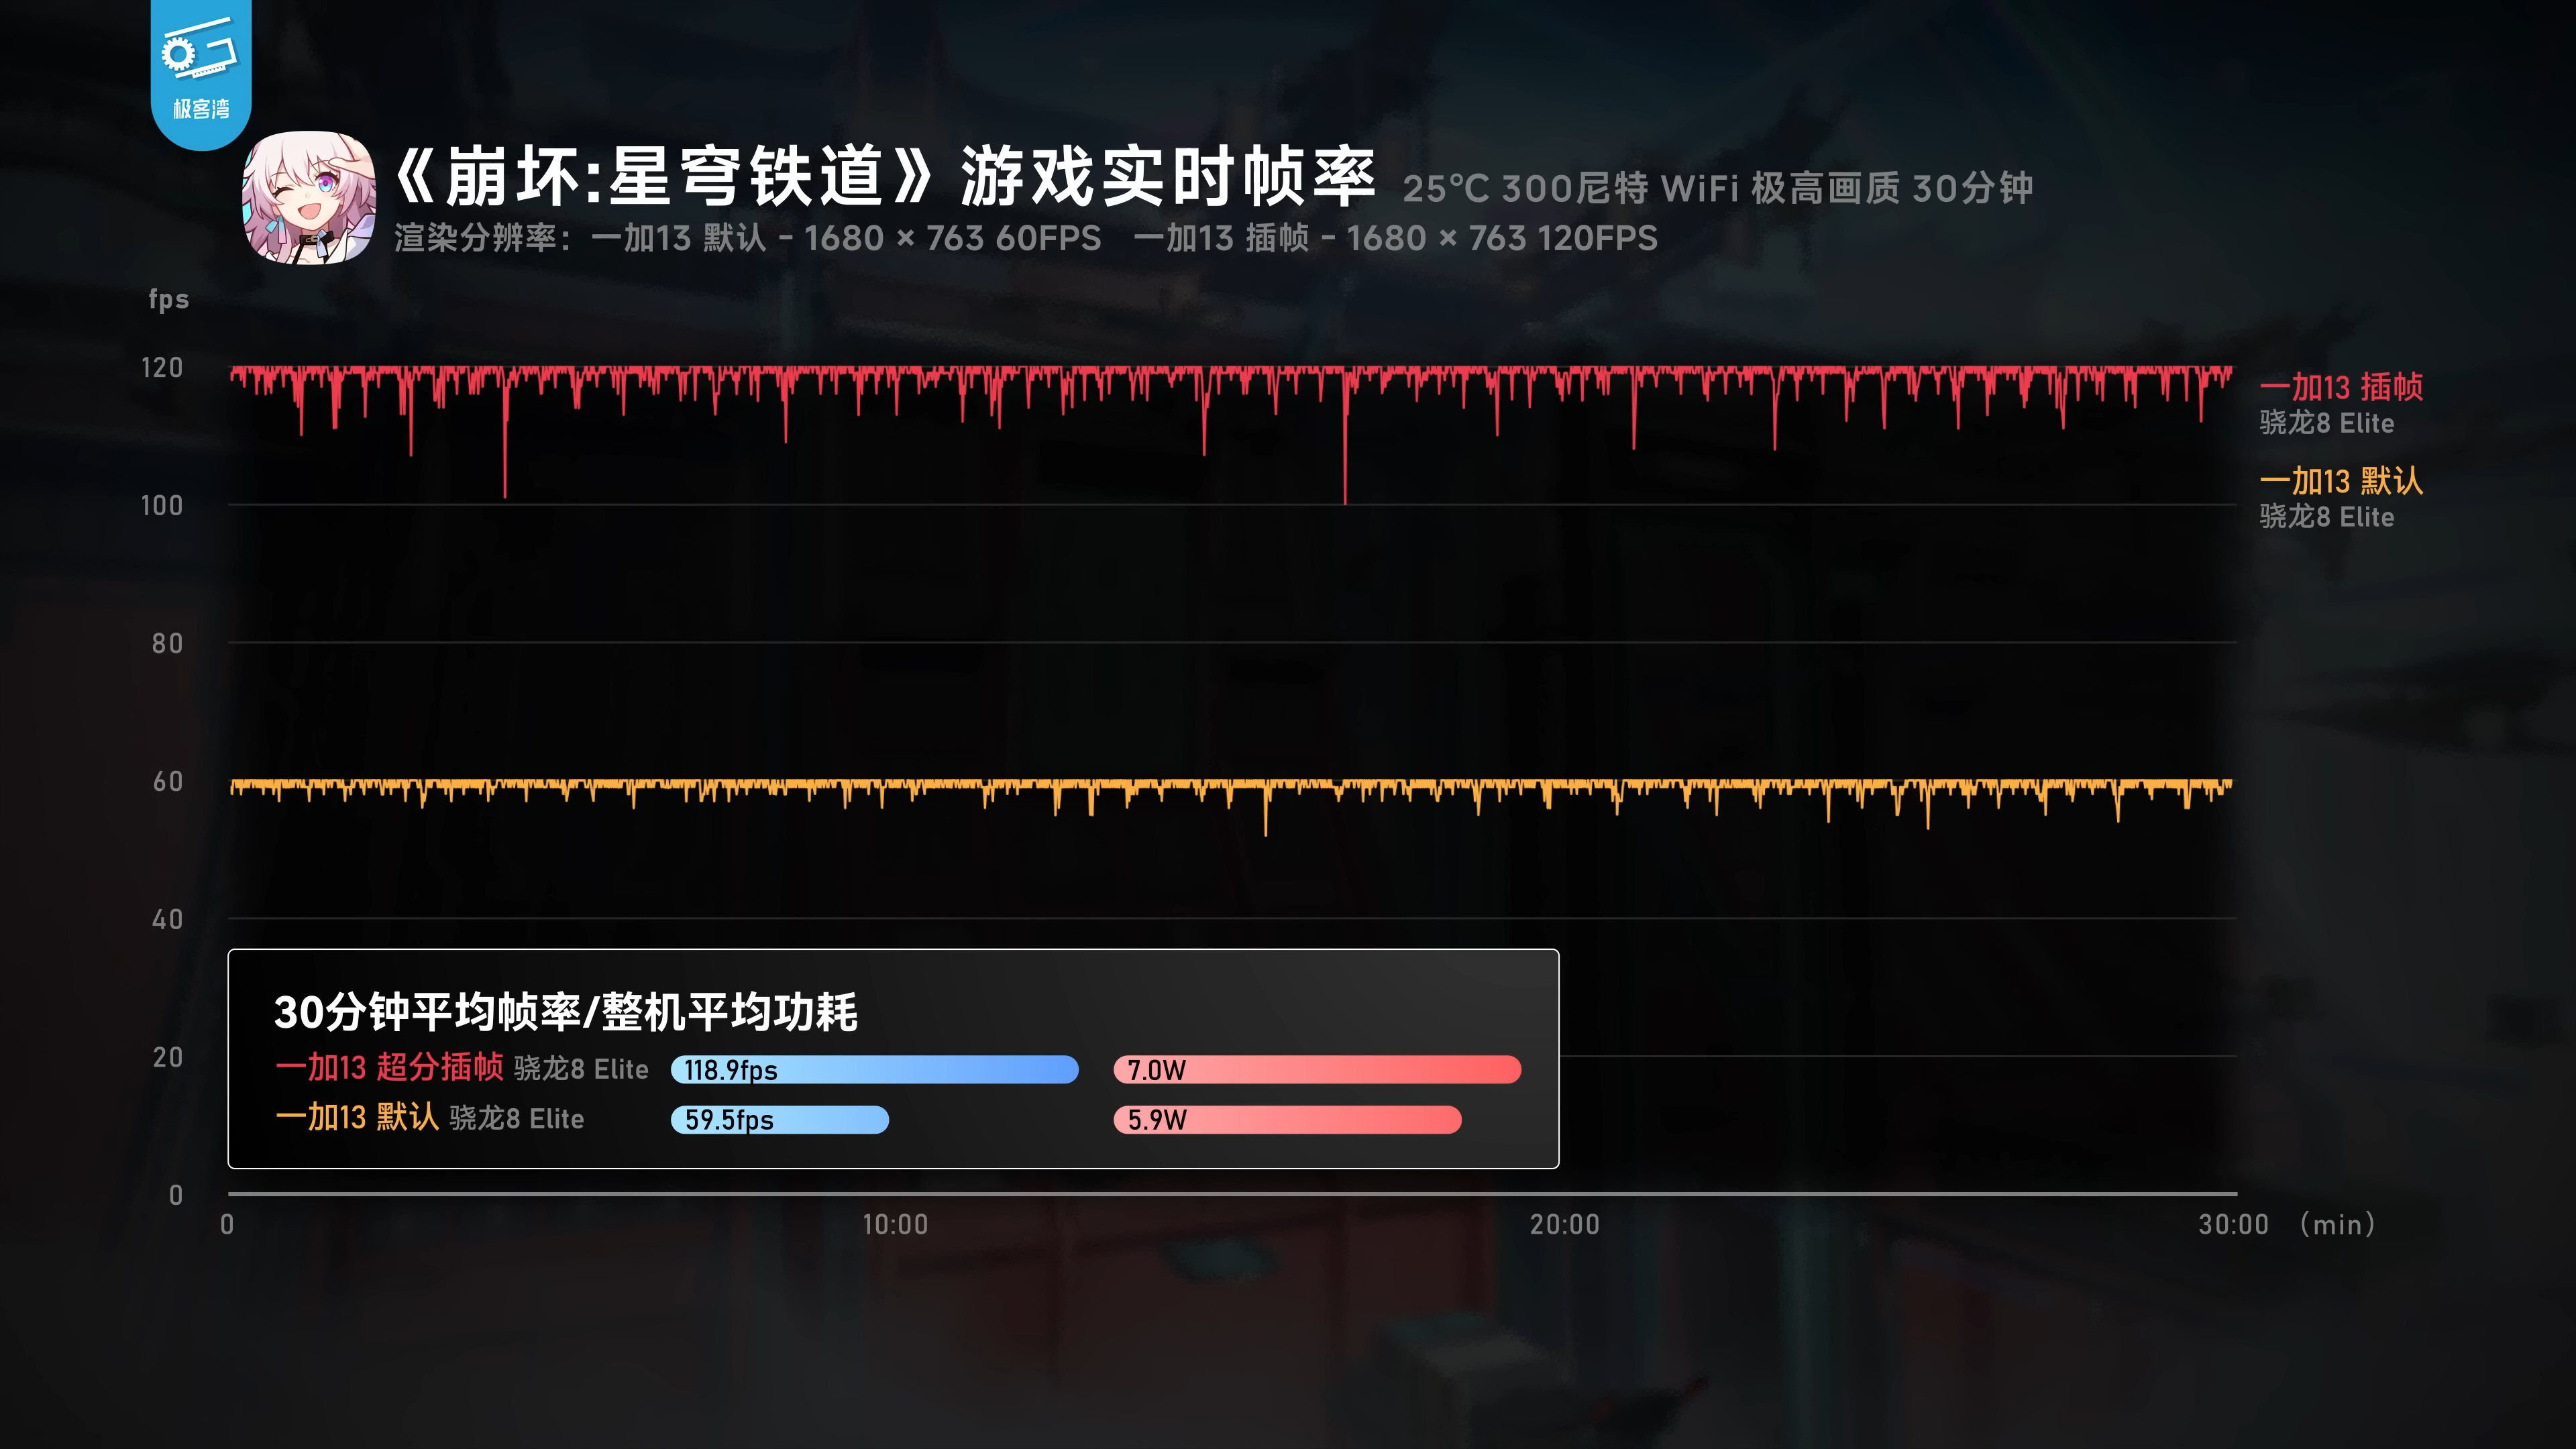 极客湾
《崩坏:星穹铁道》游戏实时帧率 25℃ 300尼特 WiFi 极高画质 30分钟
渲染分辨率：一加13 默认 - 1680 × 763 60FPS 一加13 插帧 - 1680 × 763 120FPS
fps
120
100
80
60
40
20
0
一加13 插帧
骁龙8 Elite
一加13 默认
骁龙8 Elite
30分钟平均帧率/整机平均功耗
一加13 超分插帧 骁龙8 Elite 118.9fps 7.0W
一加13 默认 骁龙8 Elite 59.5fps 5.9W
0 10:00 20:00 30:00 （min）